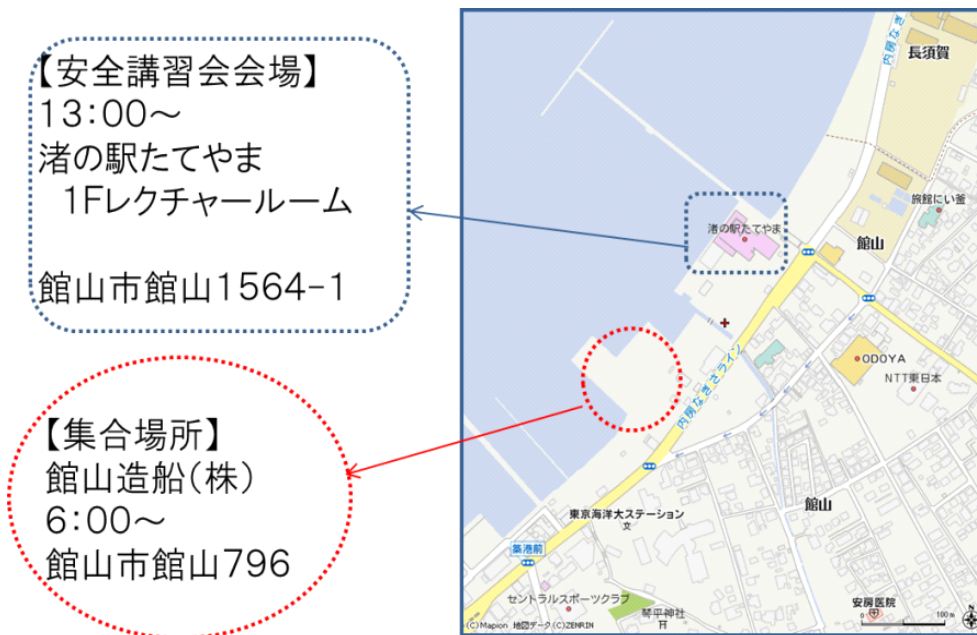 【安全講習会会場】
13:00～
渚の駅たてやま
1Fレクチャールーム
館山市館山1564-1
【集合場所】
館山造船(株)
6:00～
館山市館山796
内房なぎ
長須賀
旅館にい釜
渚の駅たてやま
館山
ODOYA
NTT東日本
内房なぎさライン
館山
東京海洋大ステーション
文
築港前
セントラルスポーツクラブ
琴平神社
安房医院
100m
(C)Mapion 地図データ(C)ZENRIN